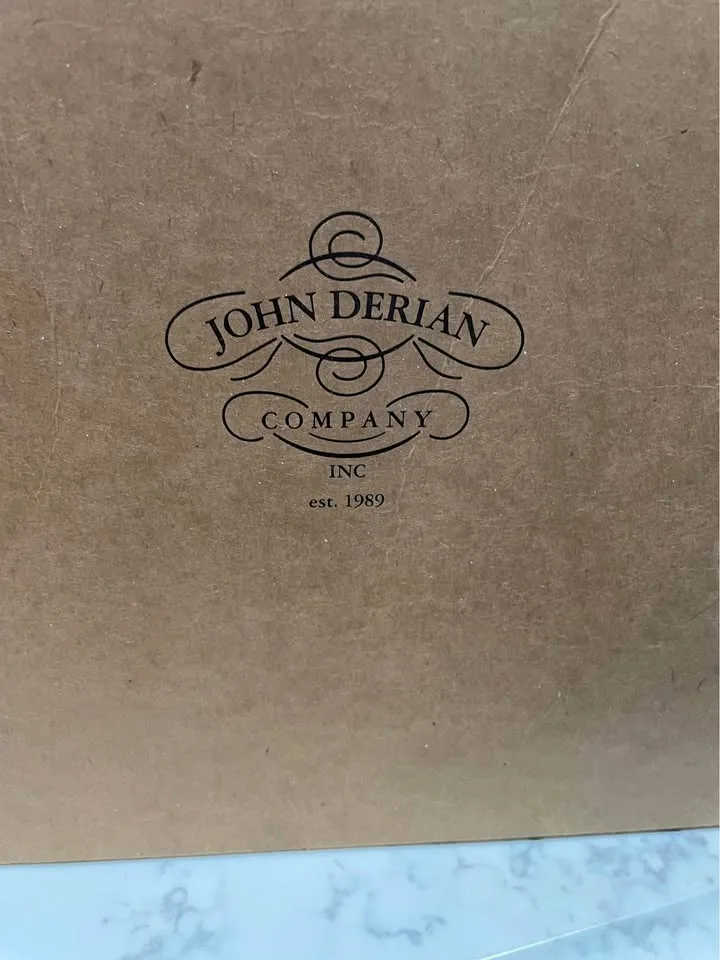 JOHN DERIAN
COMPANY
INC
est. 1989